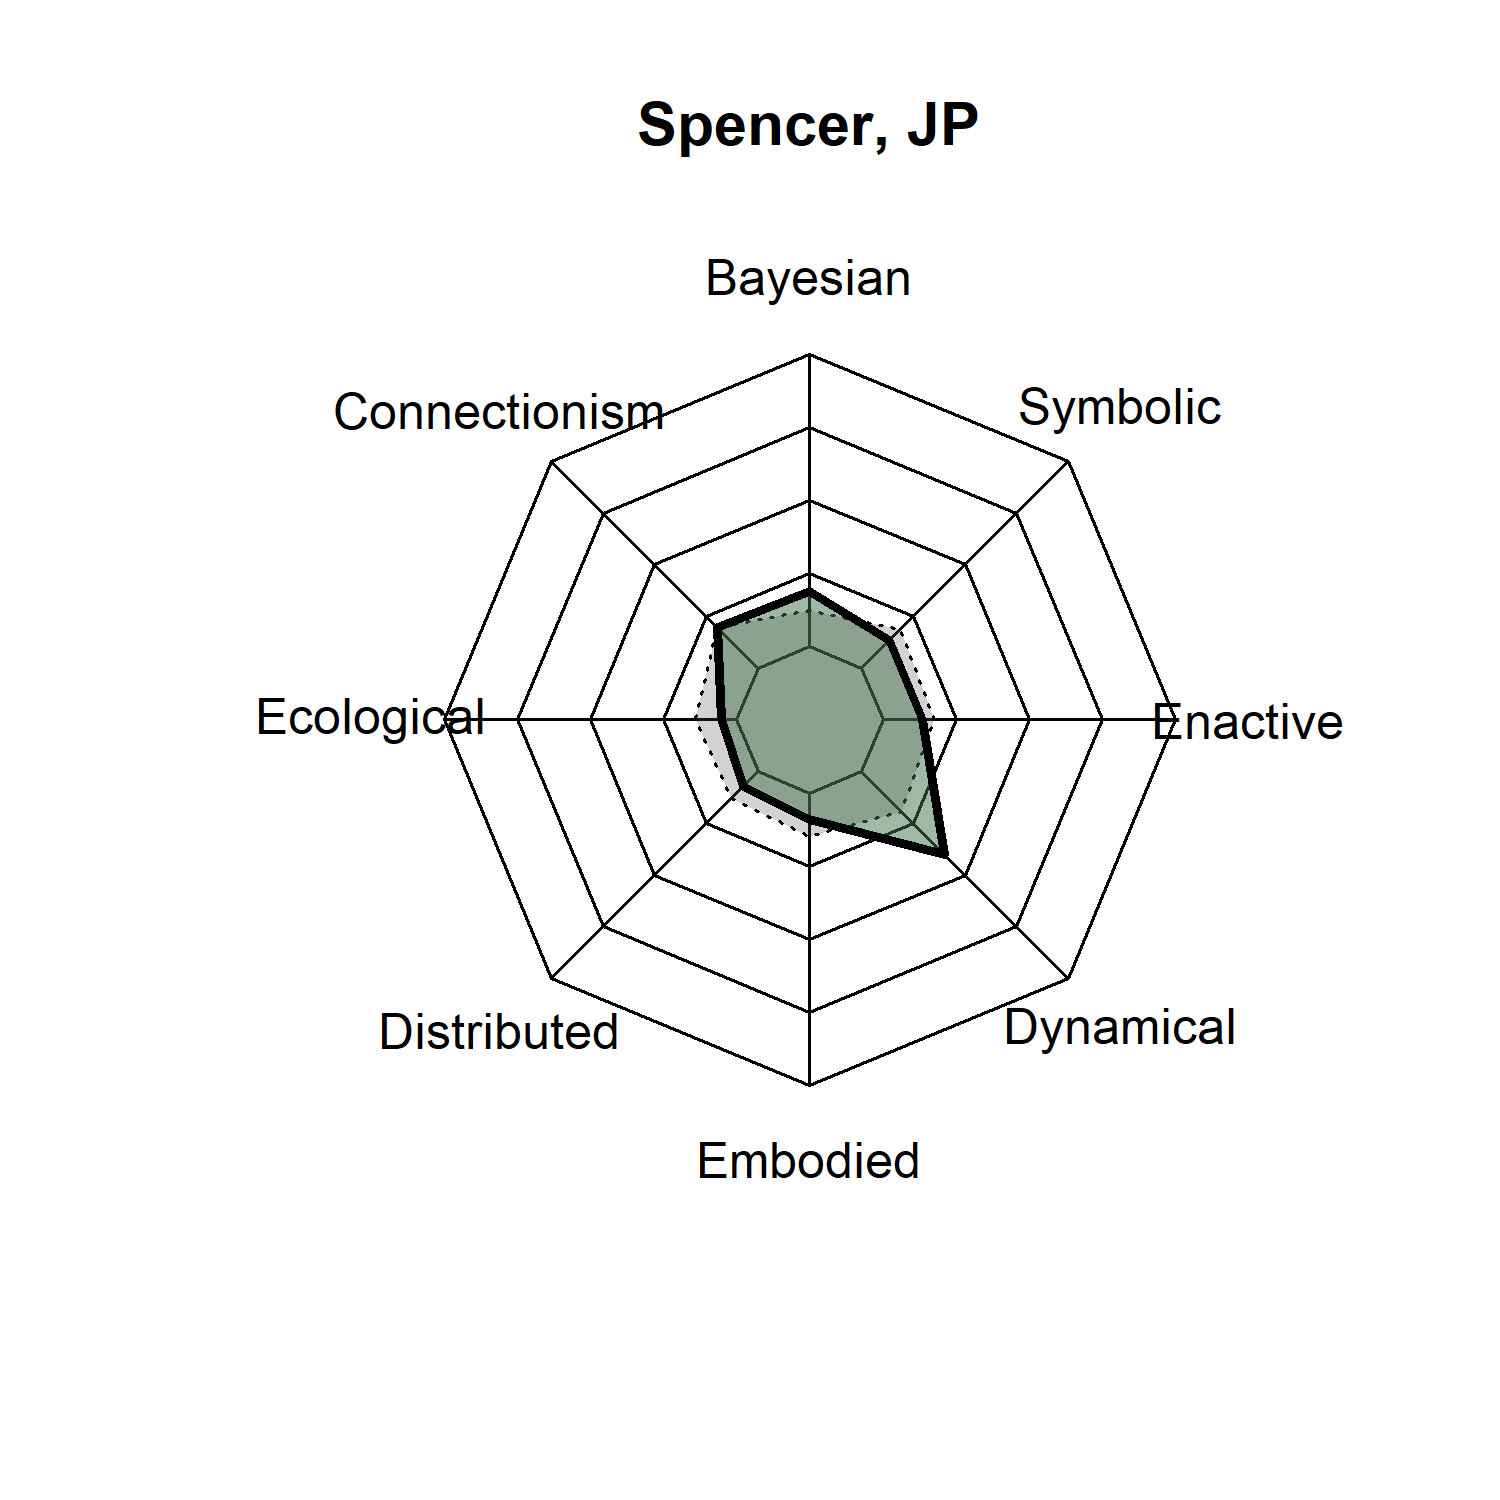 Spencer, JP
Bayesian
Connectionism
Symbolic
Ecological
Enactive
Distributed
Dynamical
Embodied